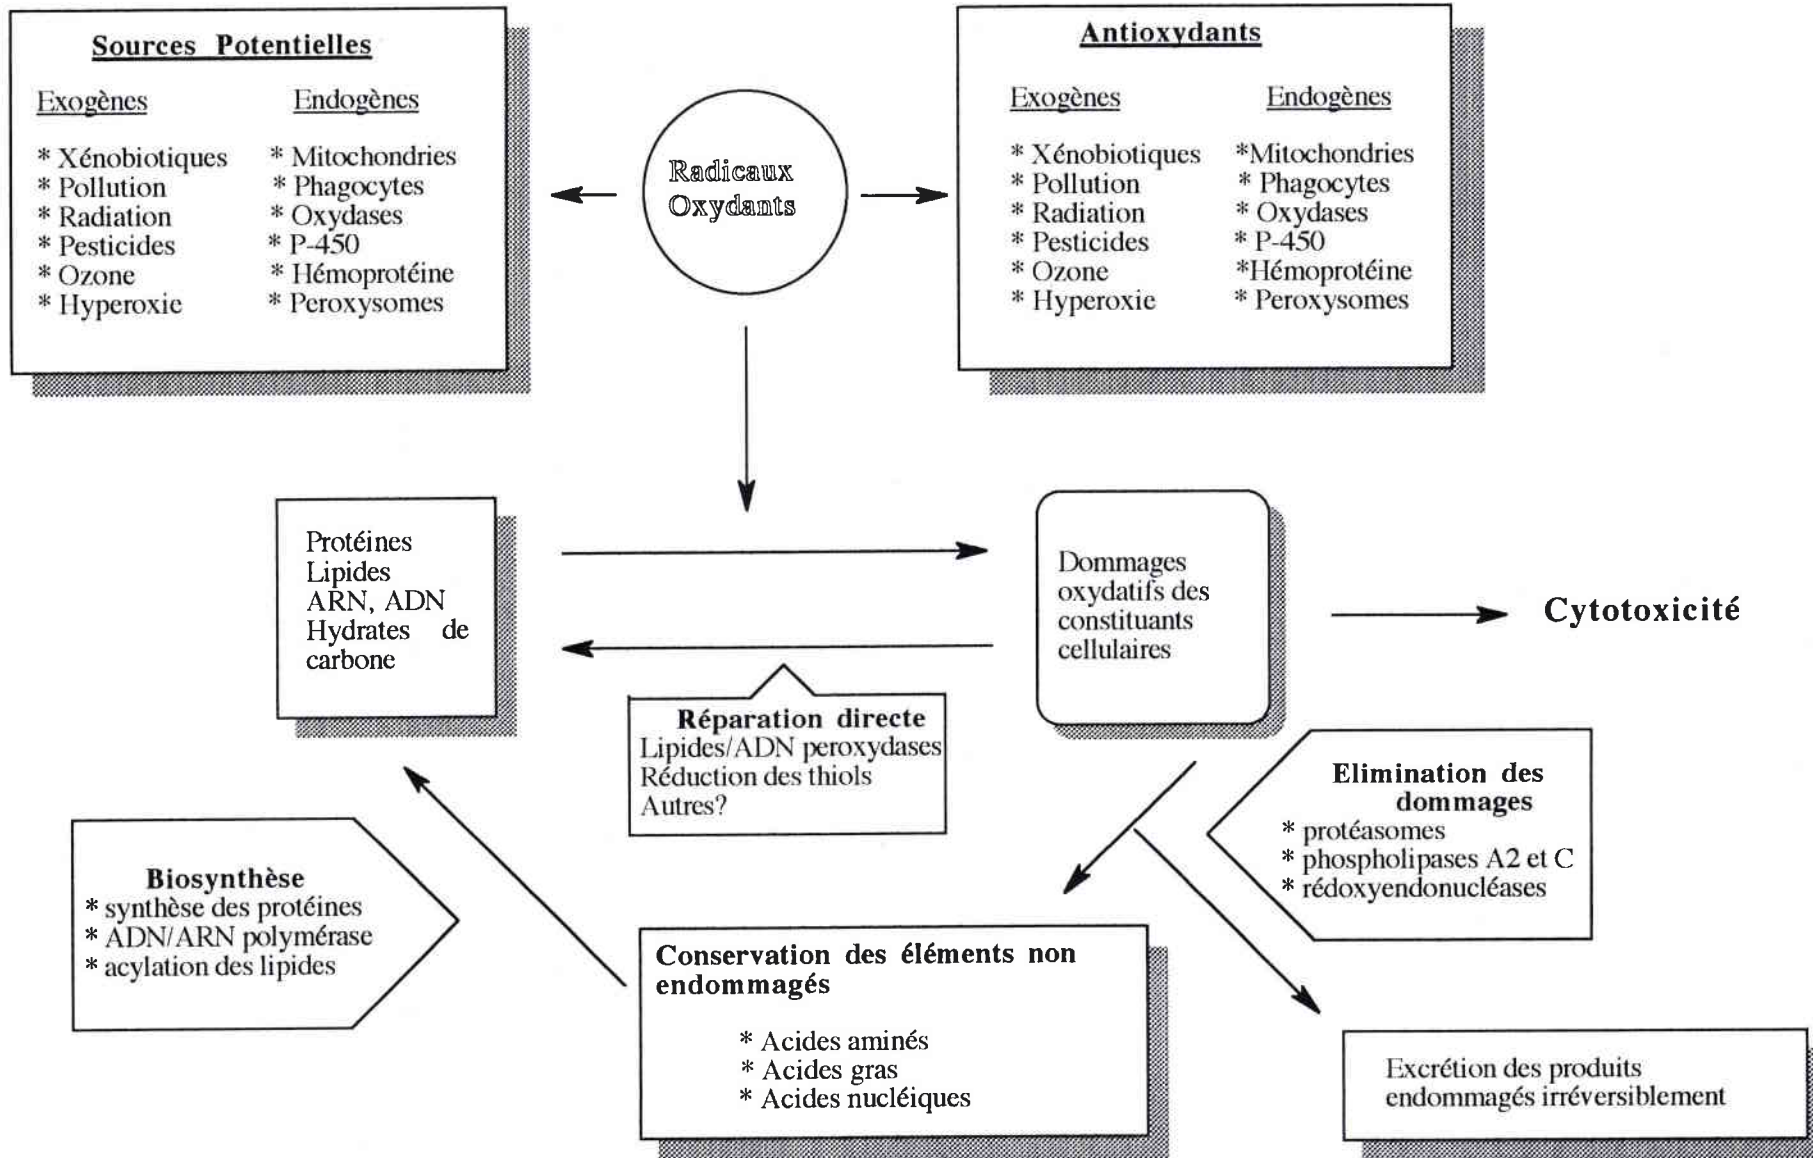 Sources Potentielles
Exogènes
* Xénobiotiques
* Pollution
* Radiation
* Pesticides
* Ozone
* Hyperoxie
Endogènes
* Mitochondries
* Phagocytes
* Oxydases
* P-450
* Hémoprotéine
* Peroxysomes
Radicaux
Oxydants
Antioxydants
Exogènes
* Xénobiotiques
* Pollution
* Radiation
* Pesticides
* Ozone
* Hyperoxie
Endogènes
*Mitochondries
* Phagocytes
* Oxydases
* P-450
*Hémoprotéine
* Peroxysomes
Protéines
Lipides
ARN, ADN
Hydrates de
carbone
Dommages
oxydatifs des
constituants
cellulaires
Cytotoxicité
Réparation directe
Lipides/ADN peroxydases
Réduction des thiols
Autres?
Elimination des
dommages
* protéasomes
* phospholipases A2 et C
* rédoxyendonucléases
Biosynthèse
* synthèse des protéines
* ADN/ARN polymérase
* acylation des lipides
Conservation des éléments non
endommagés
* Acides aminés
* Acides gras
* Acides nucléiques
Excrétion des produits
endommagés irréversiblement